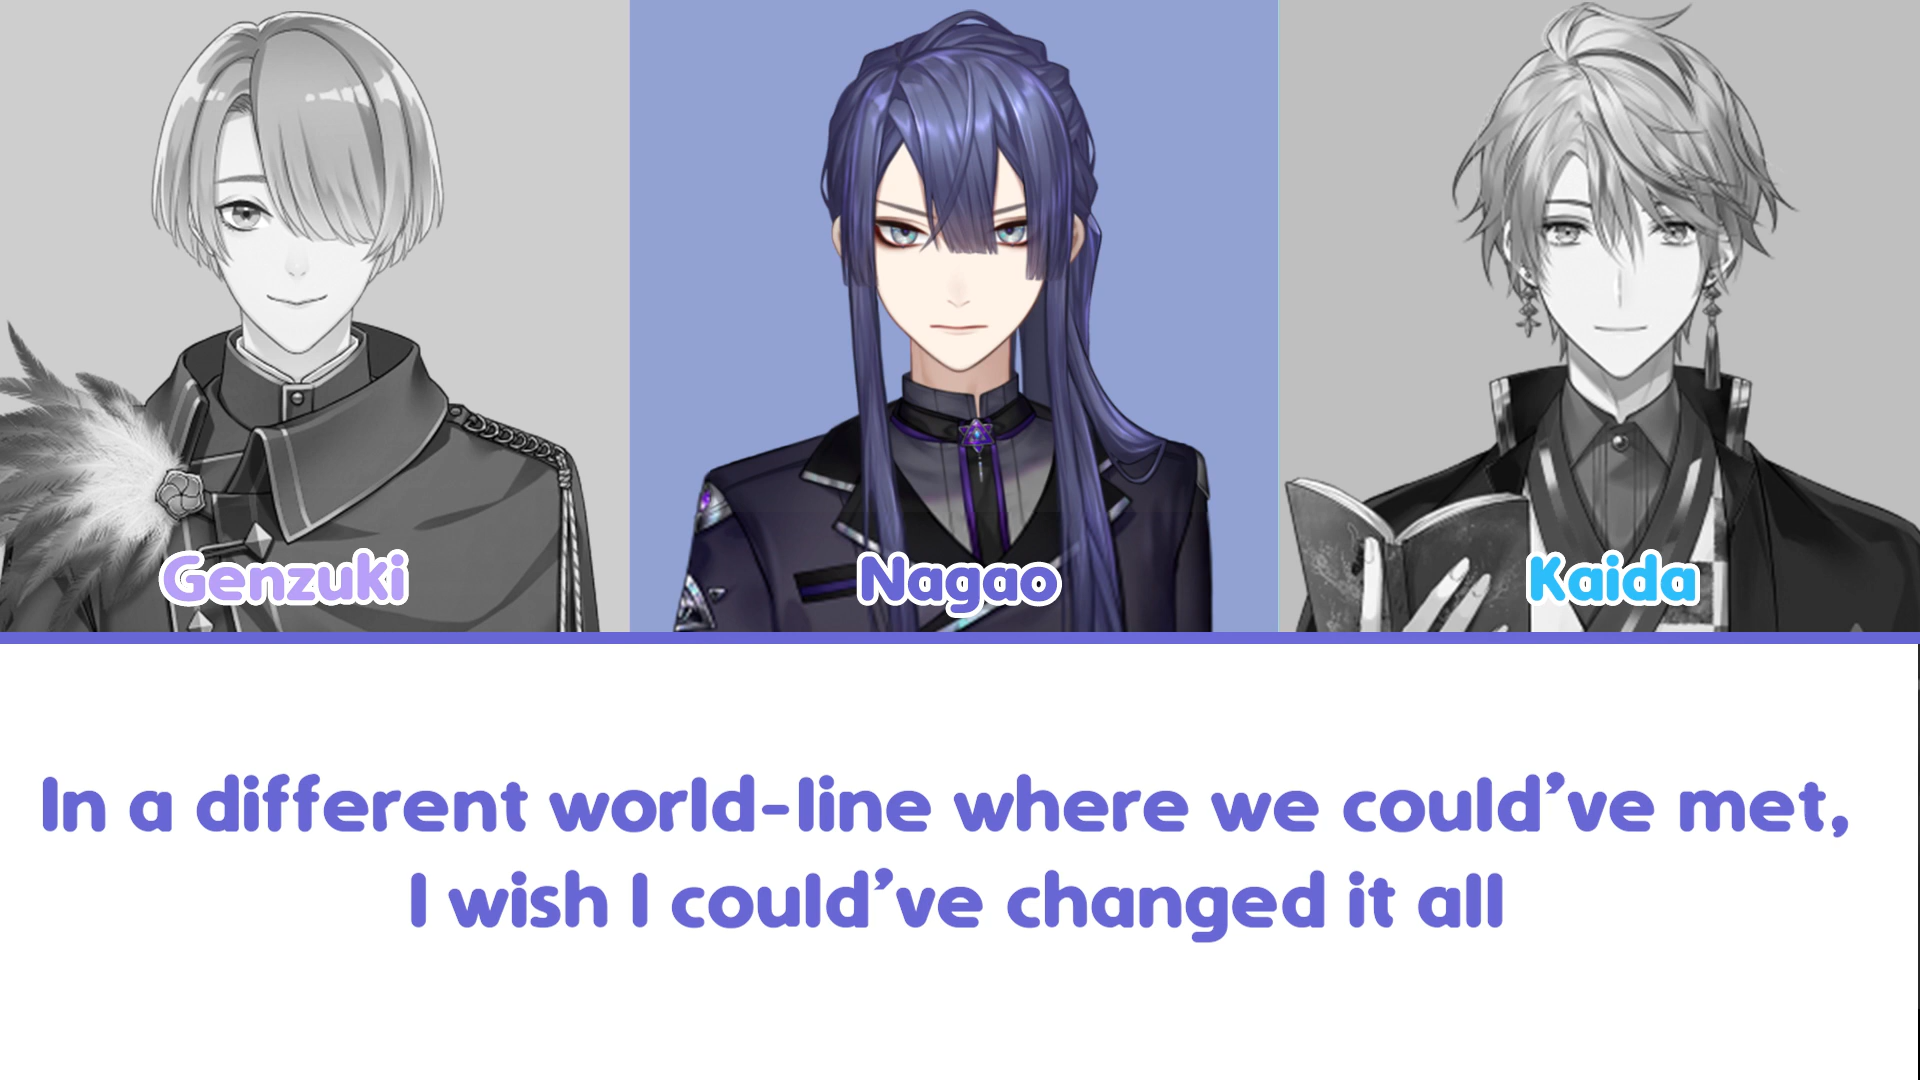 Genzuki
Nagao
Kaida
In a different world-line where we could’ve met,
I wish I could’ve changed it all